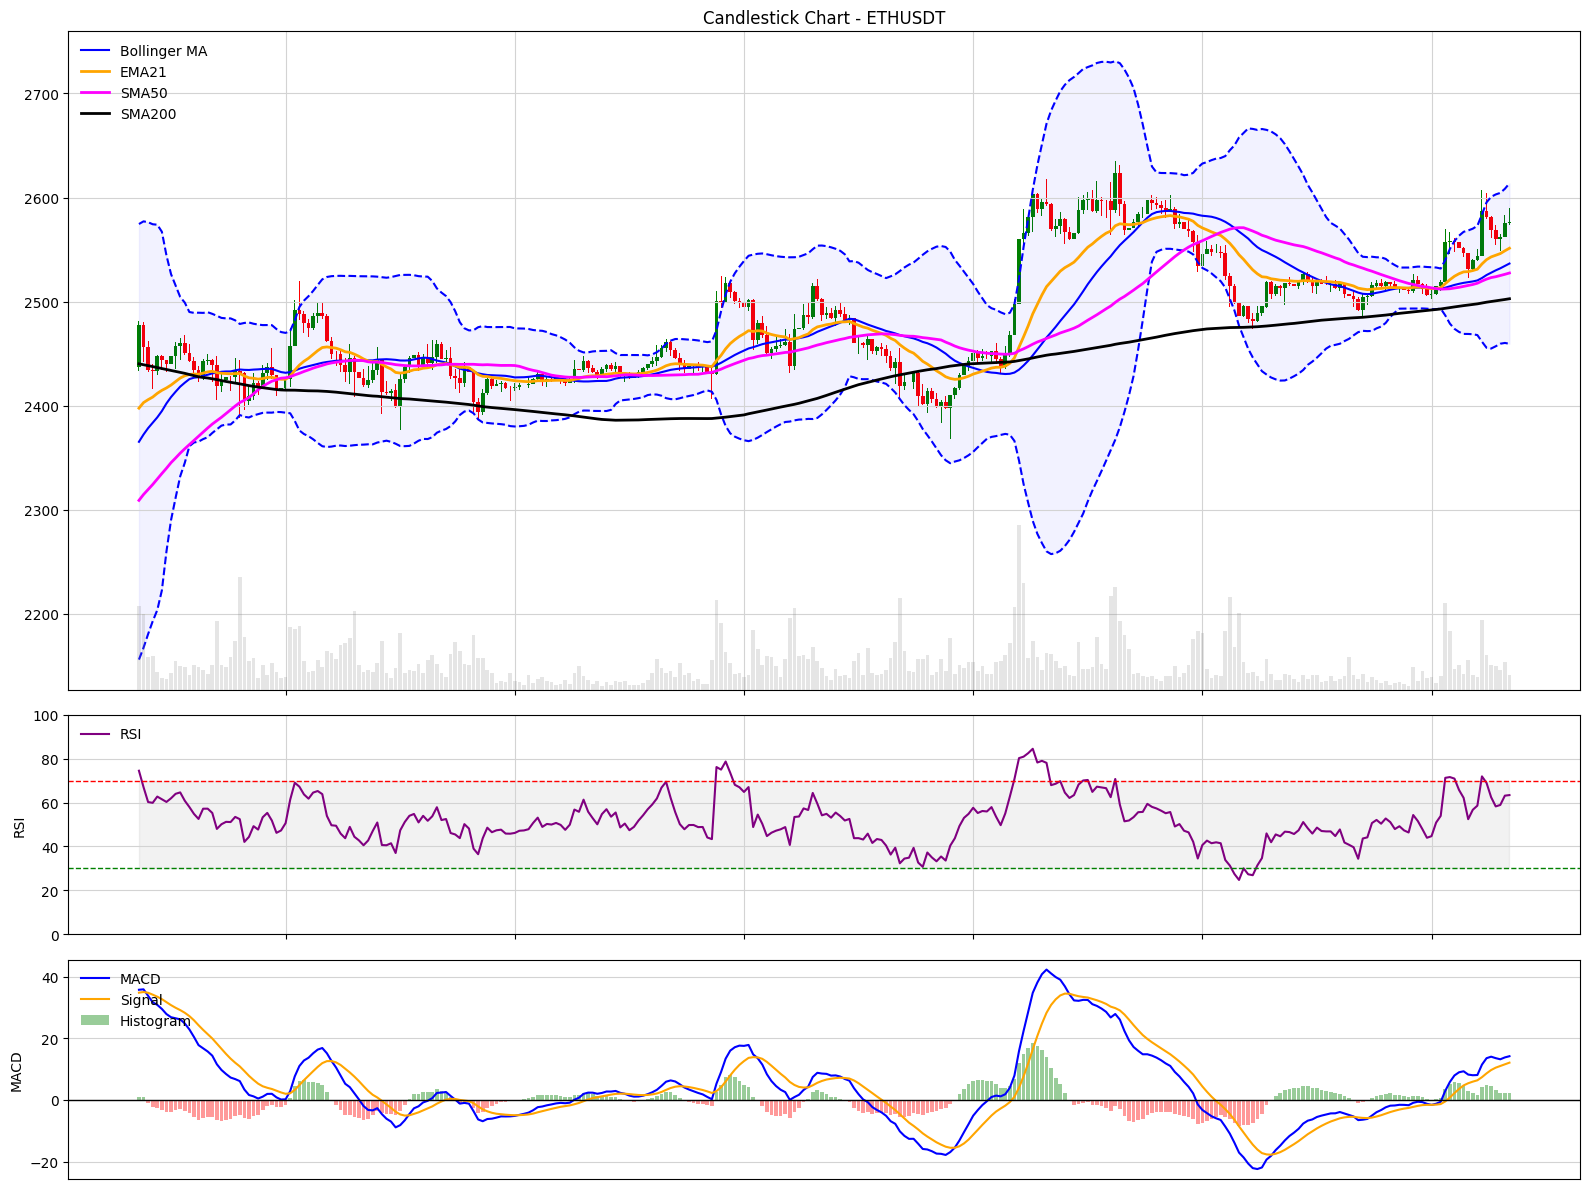 Candlestick Chart - ETHUSDT
Bollinger MA
EMA21
SMA50
SMA200
2700
2600
2500
2400
2300
2200
RSI
100
80
60
40
20
0
RSI
MACD
Signal
Histogram
40
20
0
−20
MACD